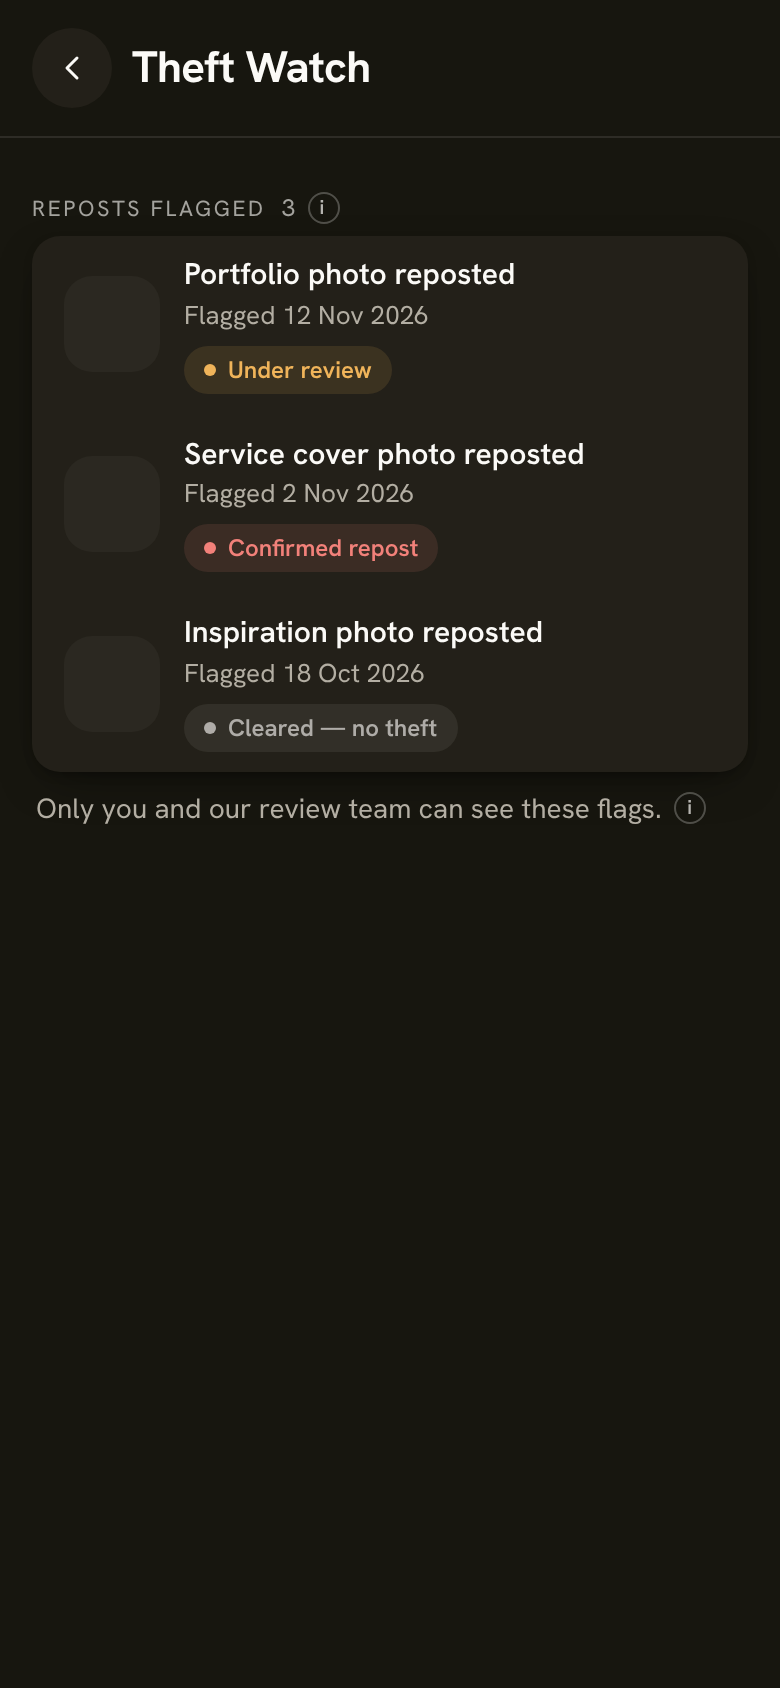 Theft Watch
REPOSTS FLAGGED 3 i
Portfolio photo reposted
Flagged 12 Nov 2026
Under review
Service cover photo reposted
Flagged 2 Nov 2026
Confirmed repost
Inspiration photo reposted
Flagged 18 Oct 2026
Cleared — no theft
Only you and our review team can see these flags. i